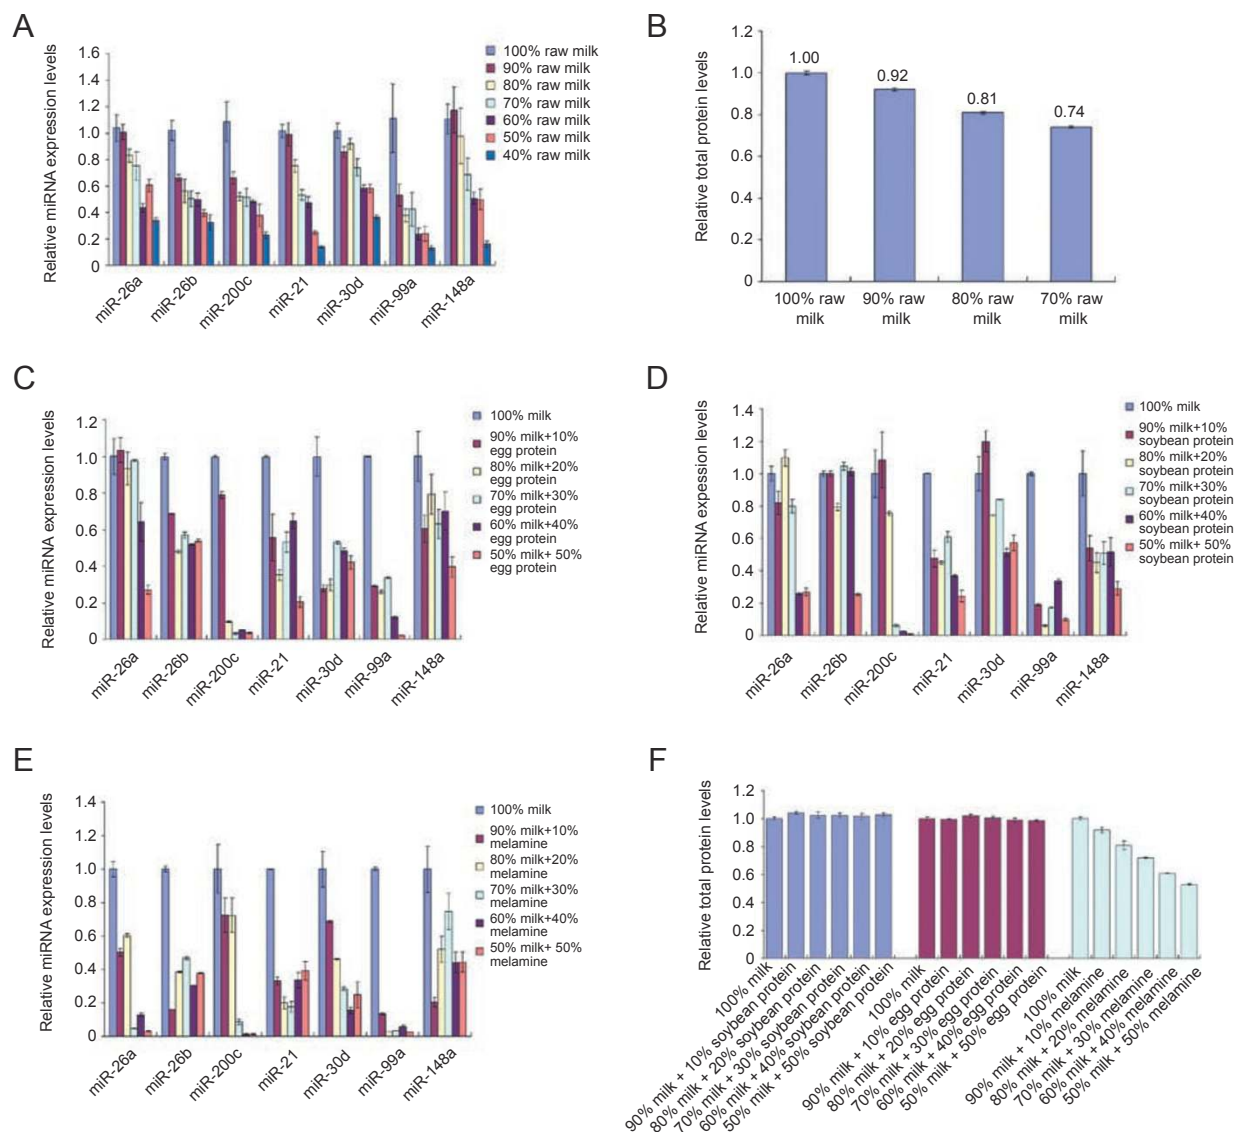 A
Relative miRNA expression levels
1.6
1.4
1.2
1.0
0.8
0.6
0.4
0.2
0
miR-26a
miR-26b
miR-200c
miR-21
miR-30d
miR-99a
miR-148a
100% raw milk
90% raw milk
80% raw milk
70% raw milk
60% raw milk
50% raw milk
40% raw milk
B
Relative total protein levels
1.2
1.0
0.8
0.6
0.4
0.2
0
1.00
0.92
0.81
0.74
100% raw
milk
90% raw
milk
80% raw
milk
70% raw
milk
C
Relative miRNA expression levels
1.2
1.0
0.8
0.6
0.4
0.2
0
miR-26a
miR-26b
miR-200c
miR-21
miR-30d
miR-99a
miR-148a
100% milk
90% milk+10%
egg protein
80% milk+20%
egg protein
70% milk+30%
egg protein
60% milk+40%
egg protein
50% milk+ 50%
egg protein
D
Relative miRNA expession levels
1.4
1.2
1.0
0.8
0.6
0.4
0.2
0
miR-26a
miR-26b
miR-200c
miR-21
miR-30d
miR-99a
miR-148a
100% milk
90% milk+10%
soybean protein
80% milk+20%
soybean protein
70% milk+30%
soybean protein
60% milk+40%
soybean protein
50% milk+ 50%
soybean protein
E
Relative miRNA expression levels
1.4
1.2
1.0
0.8
0.6
0.4
0.2
0
miR-26a
miR-26b
miR-200c
miR-21
miR-30d
miR-99a
miR-148a
100% milk
90% milk+10%
melamine
80% milk+20%
melamine
70% milk+30%
melamine
60% milk+40%
melamine
50% milk+ 50%
melamine
F
Relative total protein levels
1.2
1.0
0.8
0.6
0.4
0.2
0
100% milk
90% milk + 10% soybean protein
80% milk + 20% soybean protein
70% milk + 30% soybean protein
60% milk + 40% soybean protein
50% milk + 50% soybean protein
100% milk
90% milk + 10% egg protein
80% milk + 20% egg protein
70% milk + 30% egg protein
60% milk + 40% egg protein
50% milk + 50% egg protein
100% milk
90% milk + 10% melamine
80% milk + 20% melamine
70% milk + 30% melamine
60% milk + 40% melamine
50% milk + 50% melamine